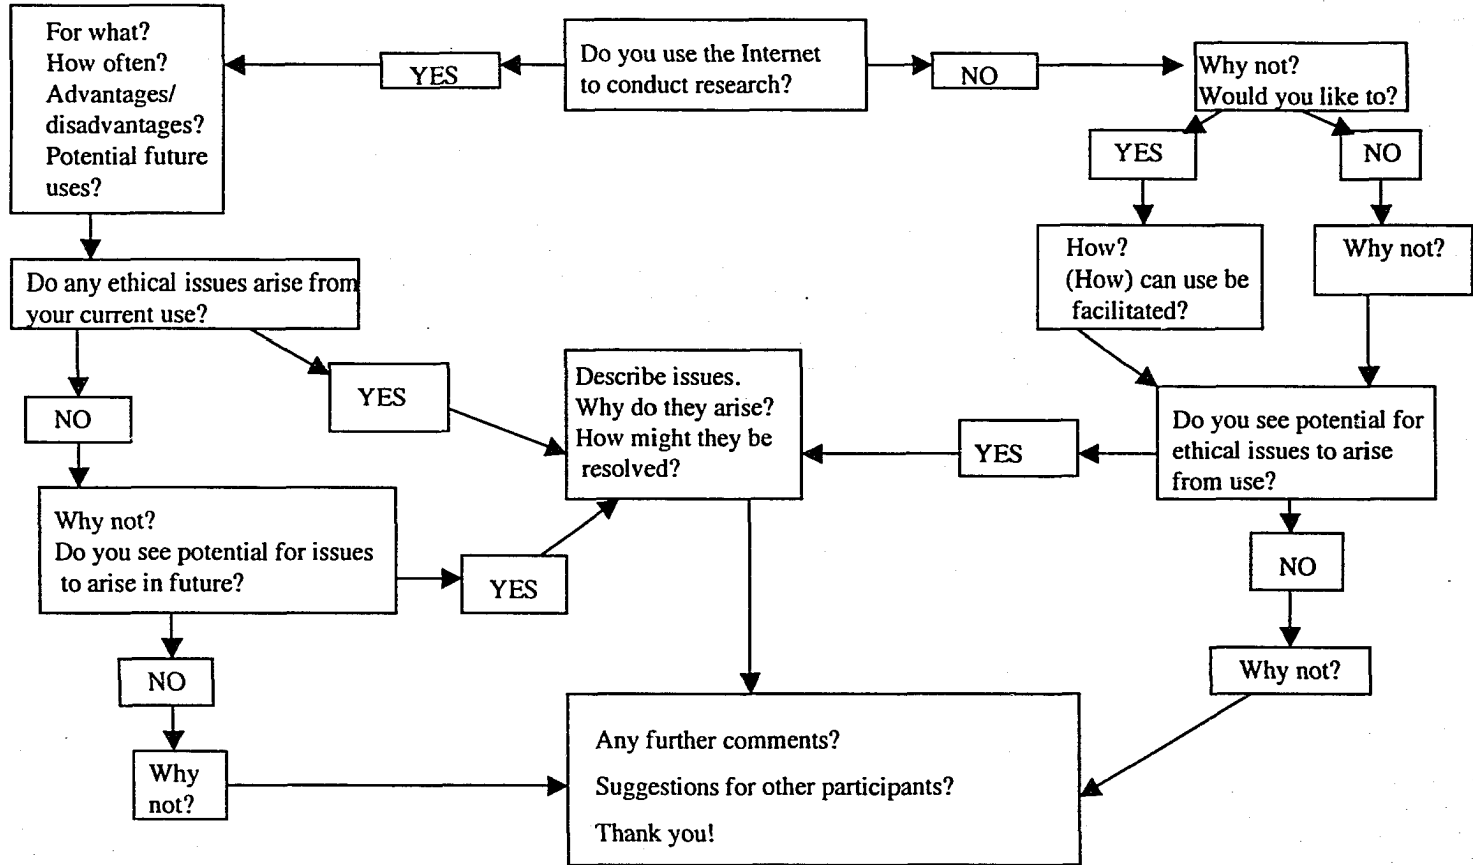 For what?
How often?
Advantages/
disadvantages?
Potential future
uses?
YES
Do you use the Internet
to conduct research?
NO
Why not?
Would you like to?
YES
NO
How?
(How) can use be
facilitated?
Why not?
Do any ethical issues arise from
your current use?
YES
NO
Describe issues.
Why do they arise?
How might they be
resolved?
YES
Do you see potential for
ethical issues to arise
from use?
Why not?
Do you see potential for issues
to arise in future?
YES
NO
NO
Why not?
Why
not?
Any further comments?
Suggestions for other participants?
Thank you!